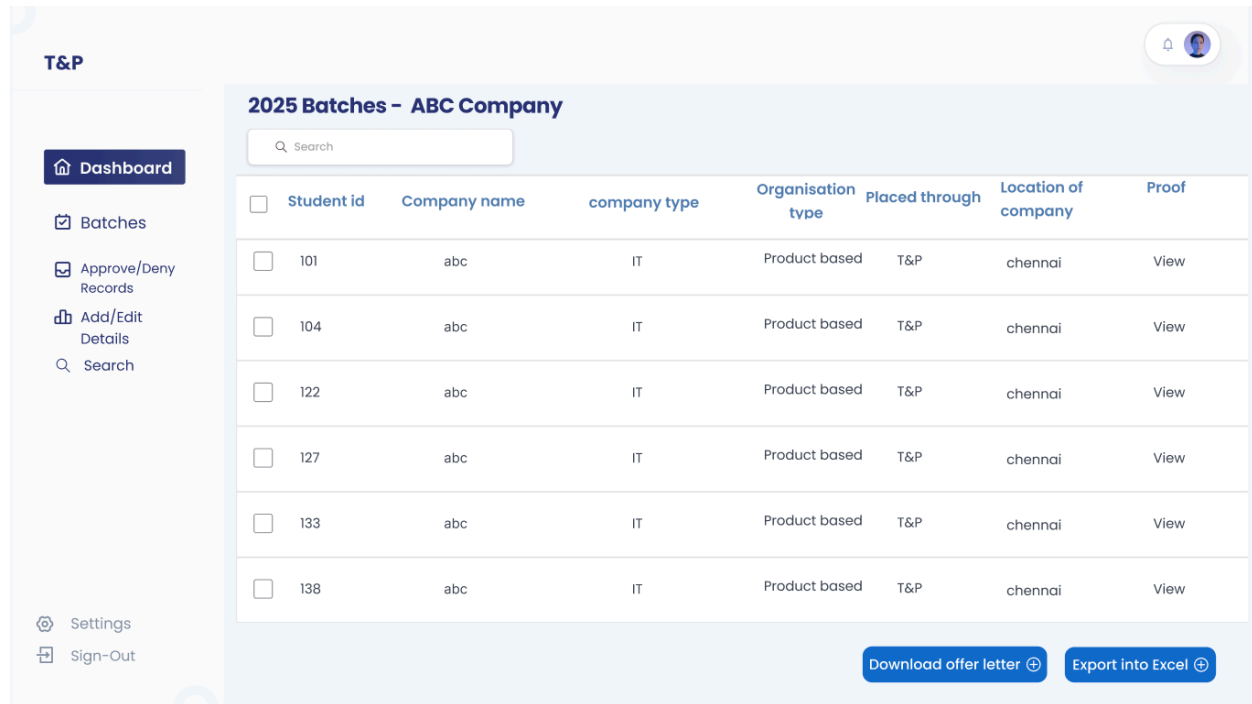 T&P
2025 Batches - ABC Company
Search
Dashboard
Batches
Approve/Deny
Records
Add/Edit
Details
Search
Settings
Sign-Out
Student id Company name company type Organisation type Placed through Location of company Proof
101 abc IT Product based T&P chennai View
104 abc IT Product based T&P chennai View
122 abc IT Product based T&P chennai View
127 abc IT Product based T&P chennai View
133 abc IT Product based T&P chennai View
138 abc IT Product based T&P chennai View
Download offer letter Export into Excel